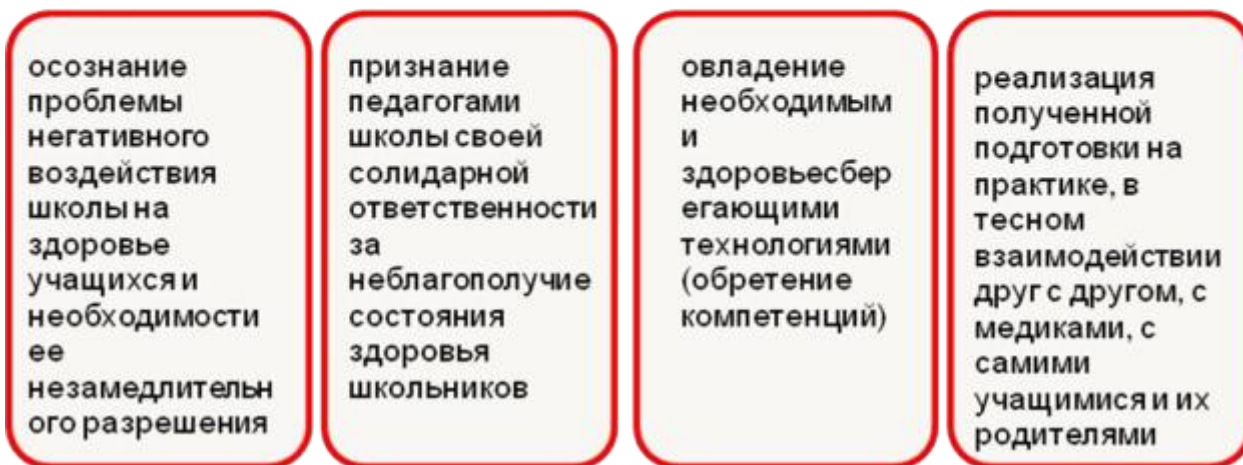 осознание
проблемы
негативного
воздействия
школы на
здоровье
учащихся и
необходимости
ее
незамедлительн
ого разрешения
признание
педагогами
школы своей
солидарной
ответственности
за
неблагополучие
состояния
здоровья
школьников
овладение
необходимым
и
здоровьесбер
егающими
технологиями
(обретение
компетенций)
реализация
полученной
подготовки на
практике, в
тесном
взаимодействии
друг с другом, с
медиками, с
самими
учащимися и их
родителями